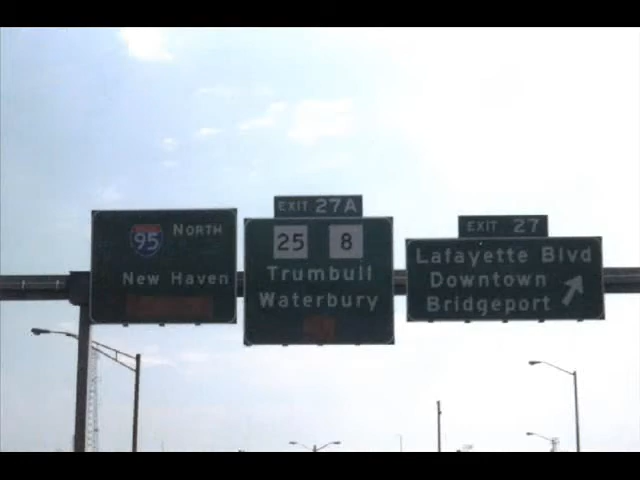 95 NORTH
New Haven
EXIT 27A
25 8
Trumbull
Waterbury
EXIT 27
Lafayette Blvd
Downtown
Bridgeport